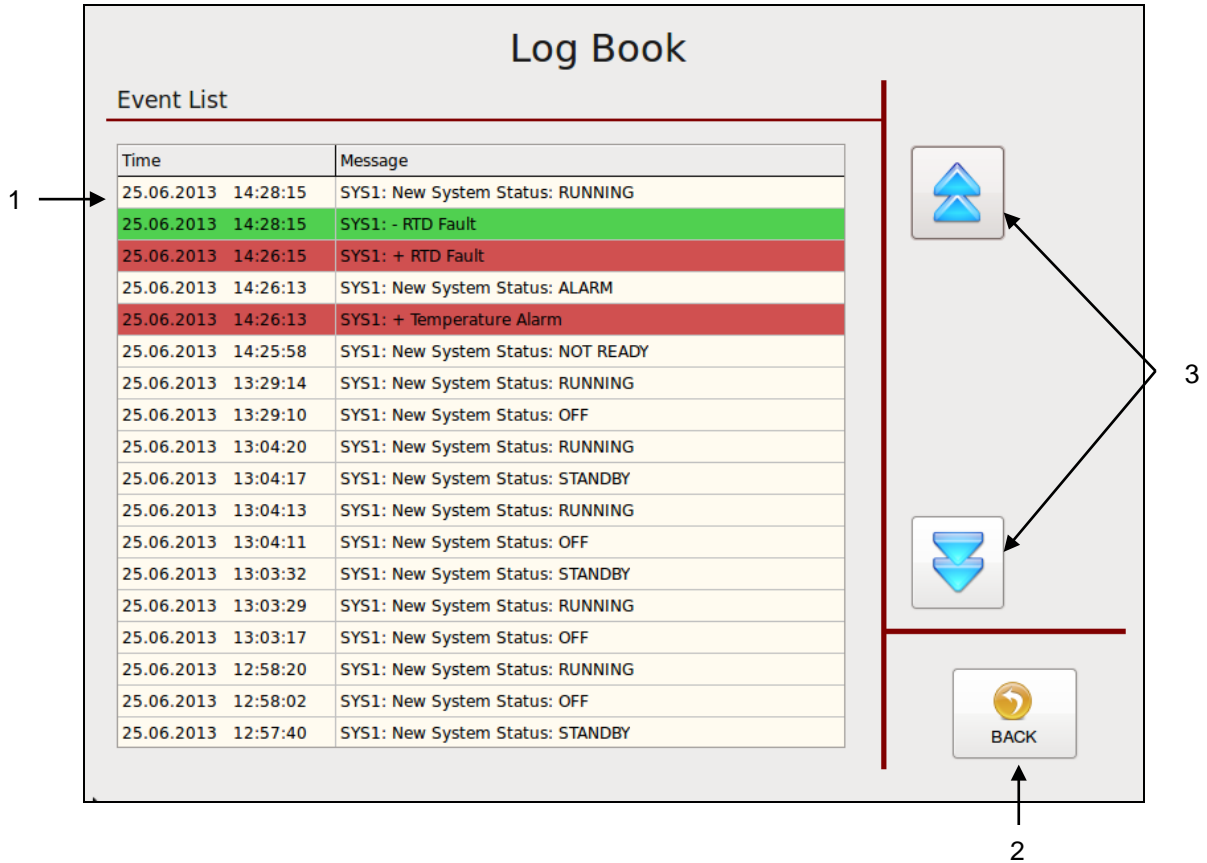 Log Book
Event List
Time Message
1
25.06.2013 14:28:15 SYS1: New System Status: RUNNING
25.06.2013 14:28:15 SYS1: - RTD Fault
25.06.2013 14:26:15 SYS1: + RTD Fault
25.06.2013 14:26:13 SYS1: New System Status: ALARM
25.06.2013 14:26:13 SYS1: + Temperature Alarm
25.06.2013 14:25:58 SYS1: New System Status: NOT READY
25.06.2013 13:29:14 SYS1: New System Status: RUNNING
25.06.2013 13:29:10 SYS1: New System Status: OFF
25.06.2013 13:04:20 SYS1: New System Status: RUNNING
25.06.2013 13:04:17 SYS1: New System Status: STANDBY
25.06.2013 13:04:13 SYS1: New System Status: RUNNING
25.06.2013 13:04:11 SYS1: New System Status: OFF
25.06.2013 13:03:32 SYS1: New System Status: STANDBY
25.06.2013 13:03:29 SYS1: New System Status: RUNNING
25.06.2013 13:03:17 SYS1: New System Status: OFF
25.06.2013 12:58:20 SYS1: New System Status: RUNNING
25.06.2013 12:58:02 SYS1: New System Status: OFF
25.06.2013 12:57:40 SYS1: New System Status: STANDBY
3
BACK
2